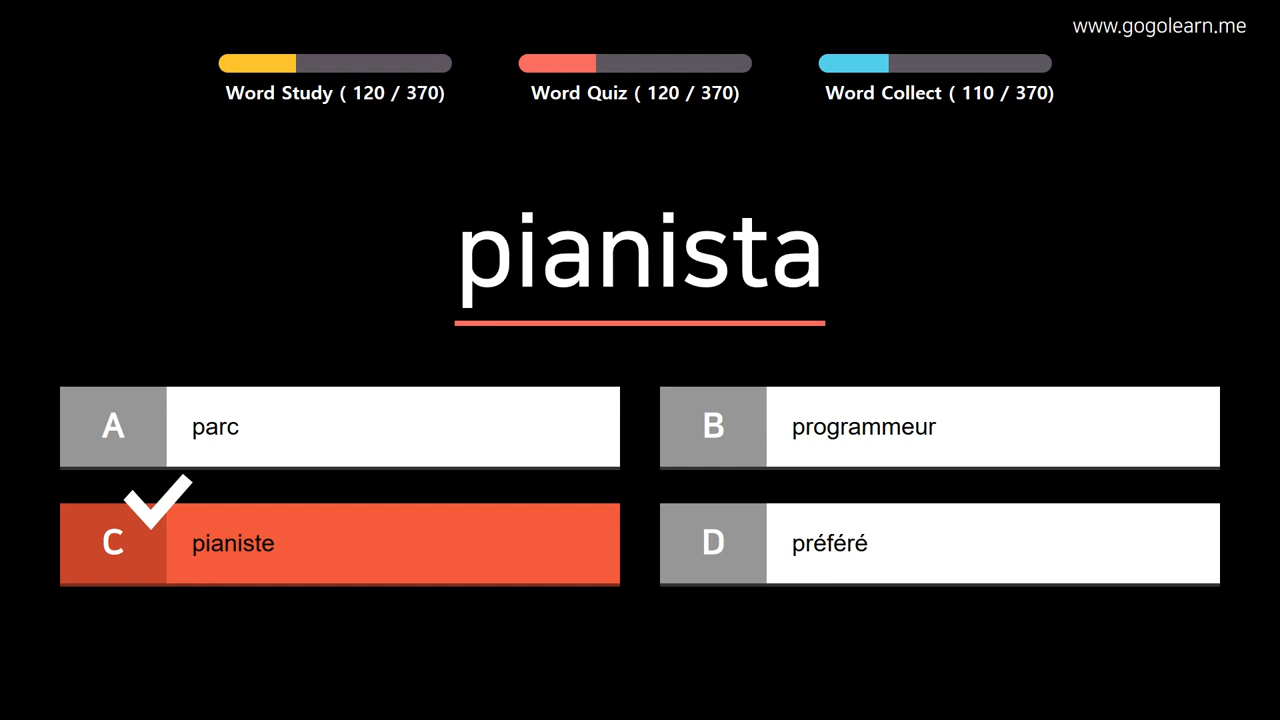 www.gogolearn.me
Word Study ( 120 / 370)
Word Quiz ( 120 / 370)
Word Collect ( 110 / 370)
pianista
A
parc
B
programmeur
C
pianiste
D
préféré